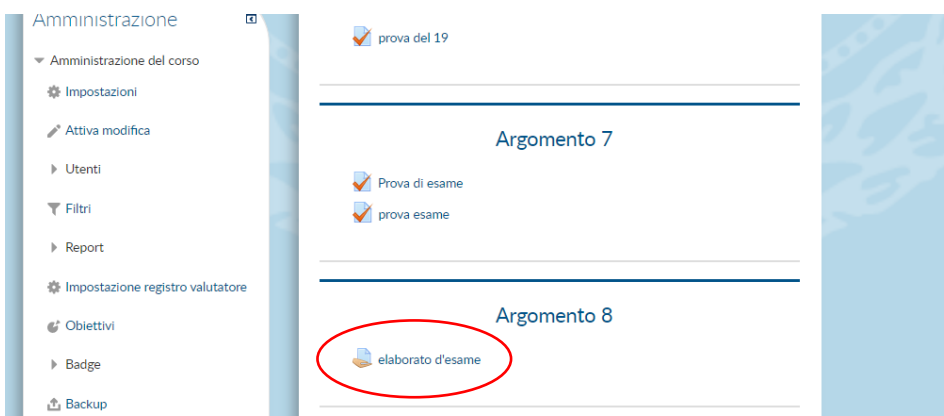 Amministrazione
Amministrazione del corso
Impostazioni
Attiva modifica
Utenti
Filtri
Report
Impostazione registro valutatore
Obiettivi
Badge
Backup
prova del 19
Argomento 7
Prova di esame
prova esame
Argomento 8
elaborato d'esame